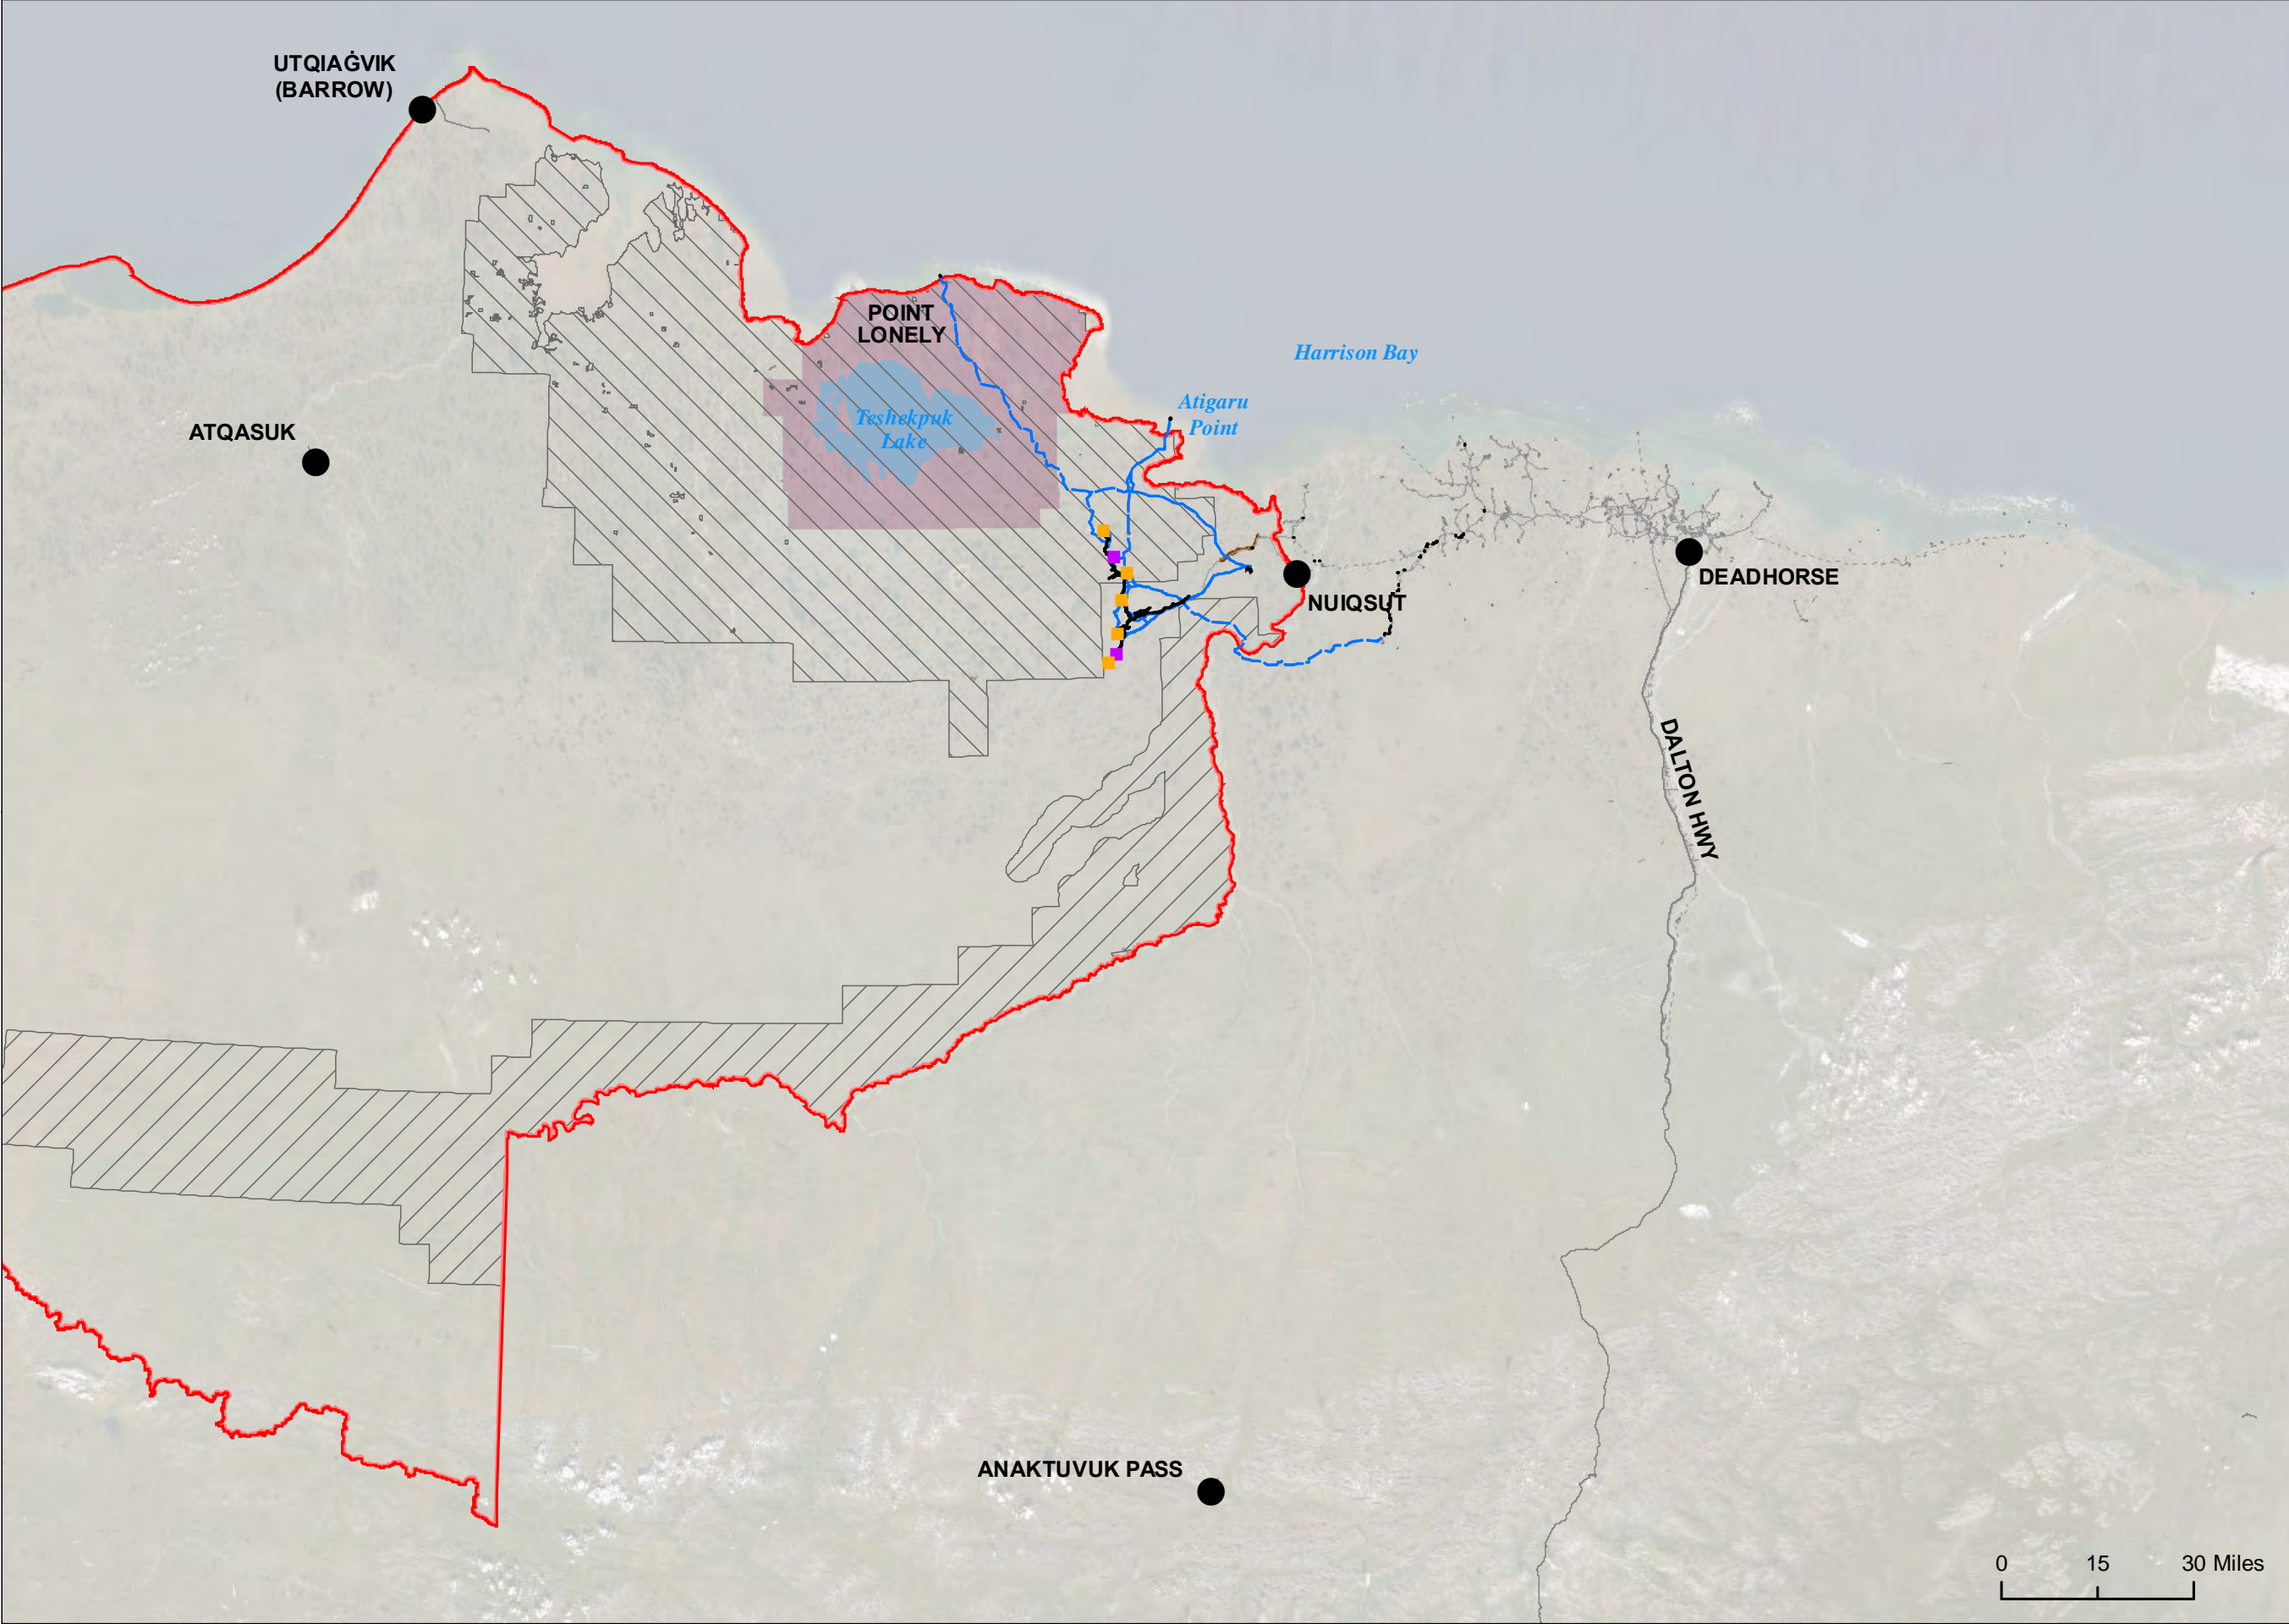 UTQIAĠVIK
(BARROW)
POINT
LONELY
Harrison Bay
Atigaru
Point
Teshekpuk
Lake
ATQASUK
DEADHORSE
NUIQSUT
DALTON HWY
ANAKTUVUK PASS
0 15 30 Miles